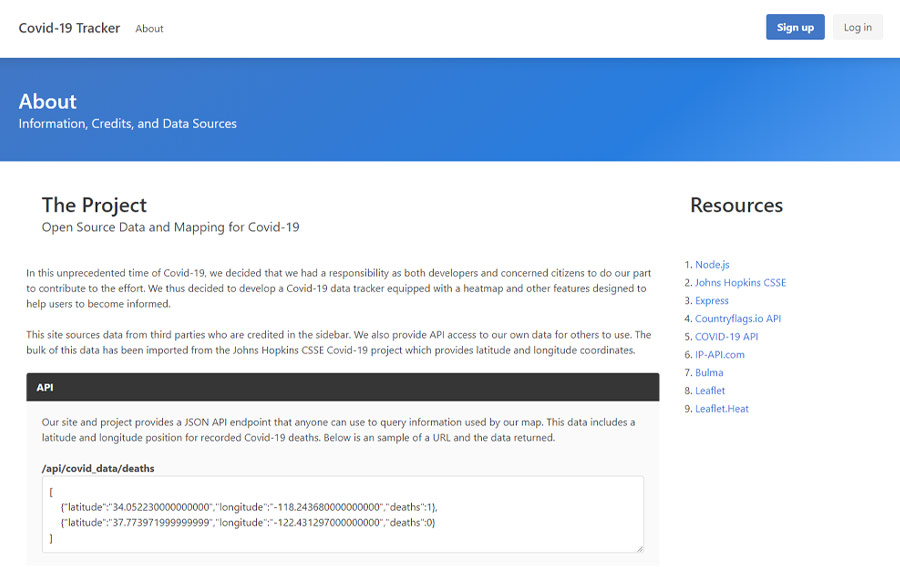 Covid-19 Tracker About Sign up Log in
About
Information, Credits, and Data Sources
The Project
Open Source Data and Mapping for Covid-19
In this unprecedented time of Covid-19, we decided that we had a responsibility as both developers and concerned citizens to do our part
to contribute to the effort. We thus decided to develop a Covid-19 data tracker equipped with a heatmap and other features designed to
help users to become informed.
This site sources data from third parties who are credited in the sidebar. We also provide API access to our own data for others to use. The
bulk of this data has been imported from the Johns Hopkins CSSE Covid-19 project which provides latitude and longitude coordinates.
API
Our site and project provides a JSON API endpoint that anyone can use to query information used by our map. This data includes a
latitude and longitude position for recorded Covid-19 deaths. Below is an sample of a URL and the data returned.
/api/covid_data/deaths
[
{"latitude":"34.052230000000000","longitude":"-118.243680000000000","deaths":1},
{"latitude":"37.773971999999999","longitude":"-122.431297000000000","deaths":0}
]
Resources
1. Node.js
2. Johns Hopkins CSSE
3. Express
4. Countryflags.io API
5. COVID-19 API
6. IP-API.com
7. Bulma
8. Leaflet
9. Leaflet.Heat